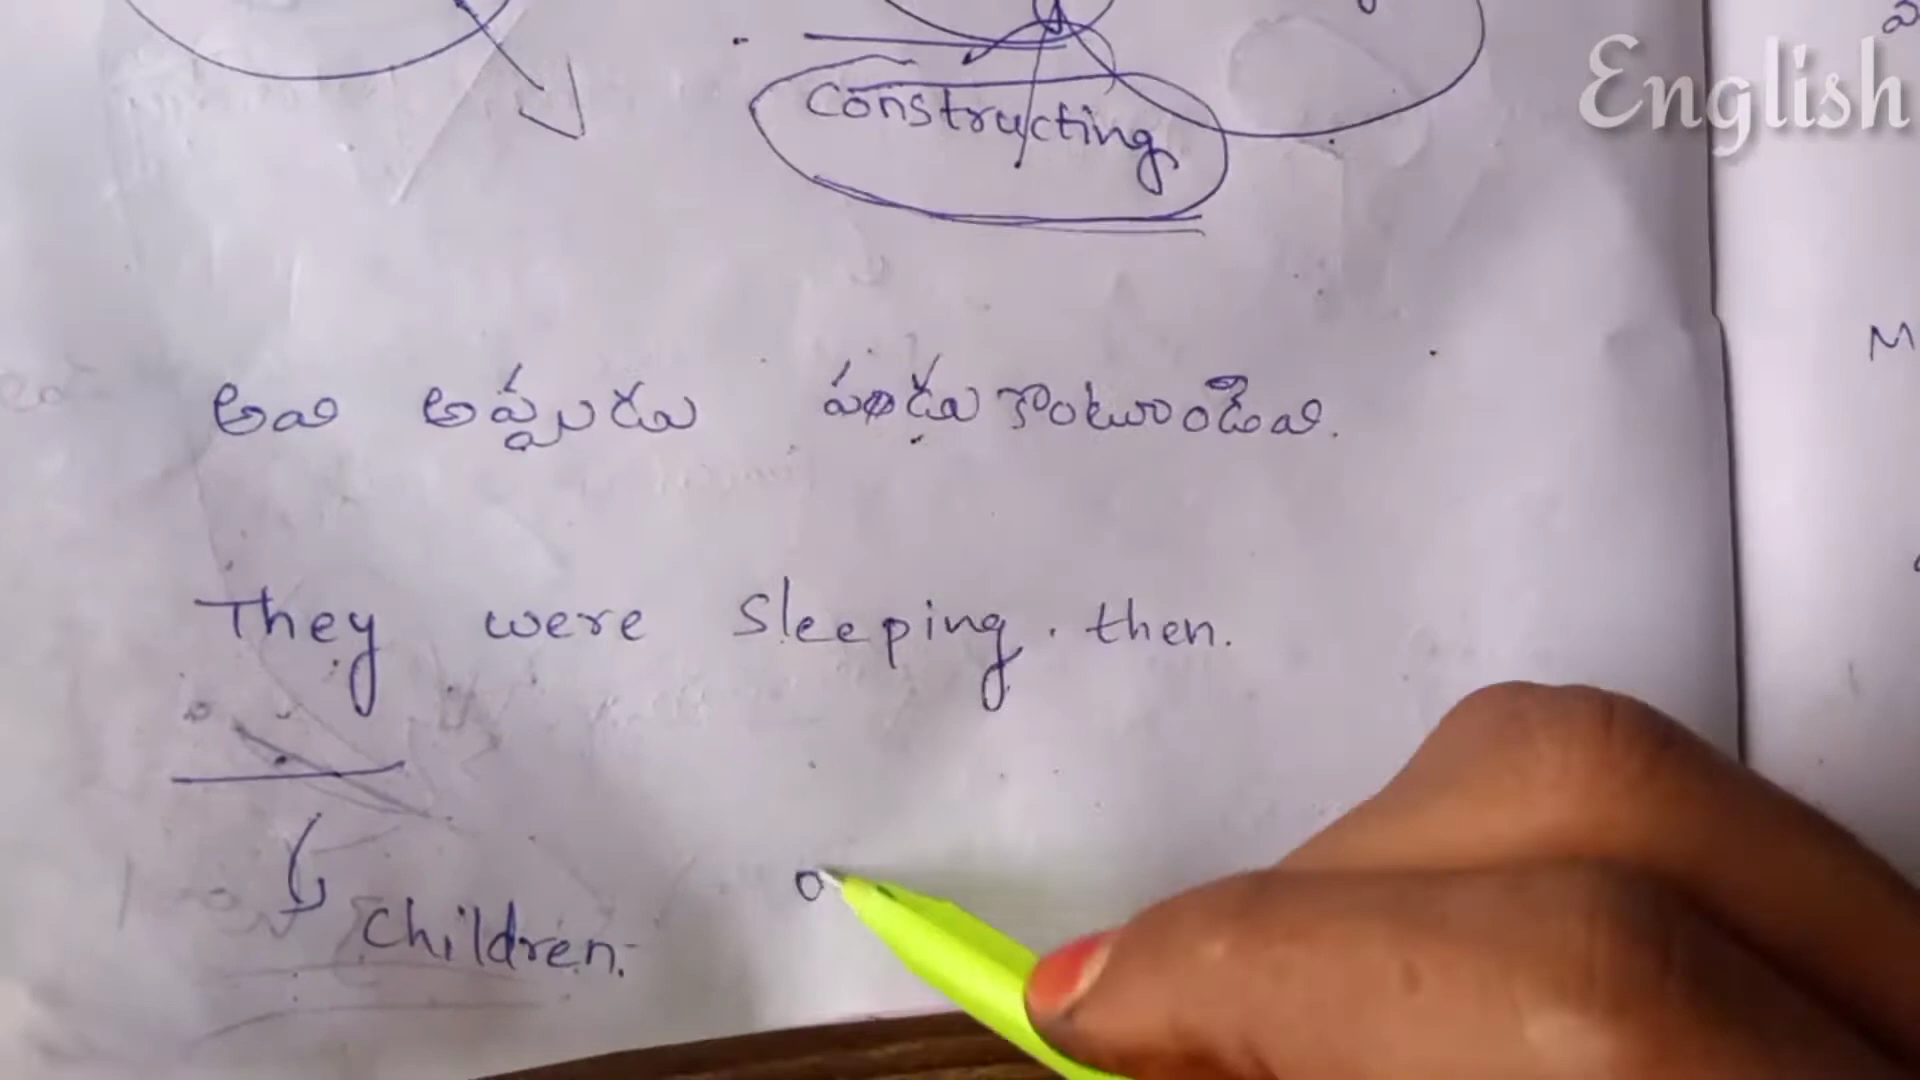 English
Constructing
అవి అప్పుడు పండుకొంటూండేవి.
They were Sleeping. then.
Children.